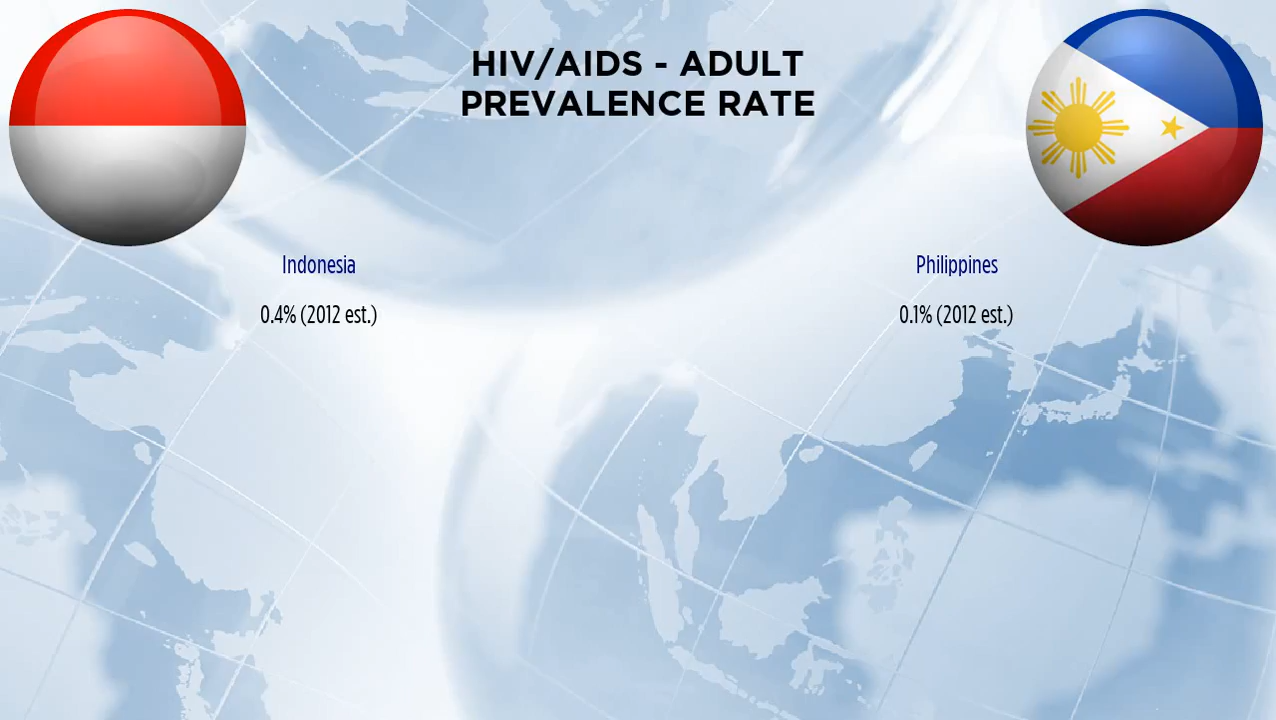 HIV/AIDS - ADULT
PREVALENCE RATE
Indonesia
Philippines
0.4% (2012 est.)
0.1% (2012 est.)